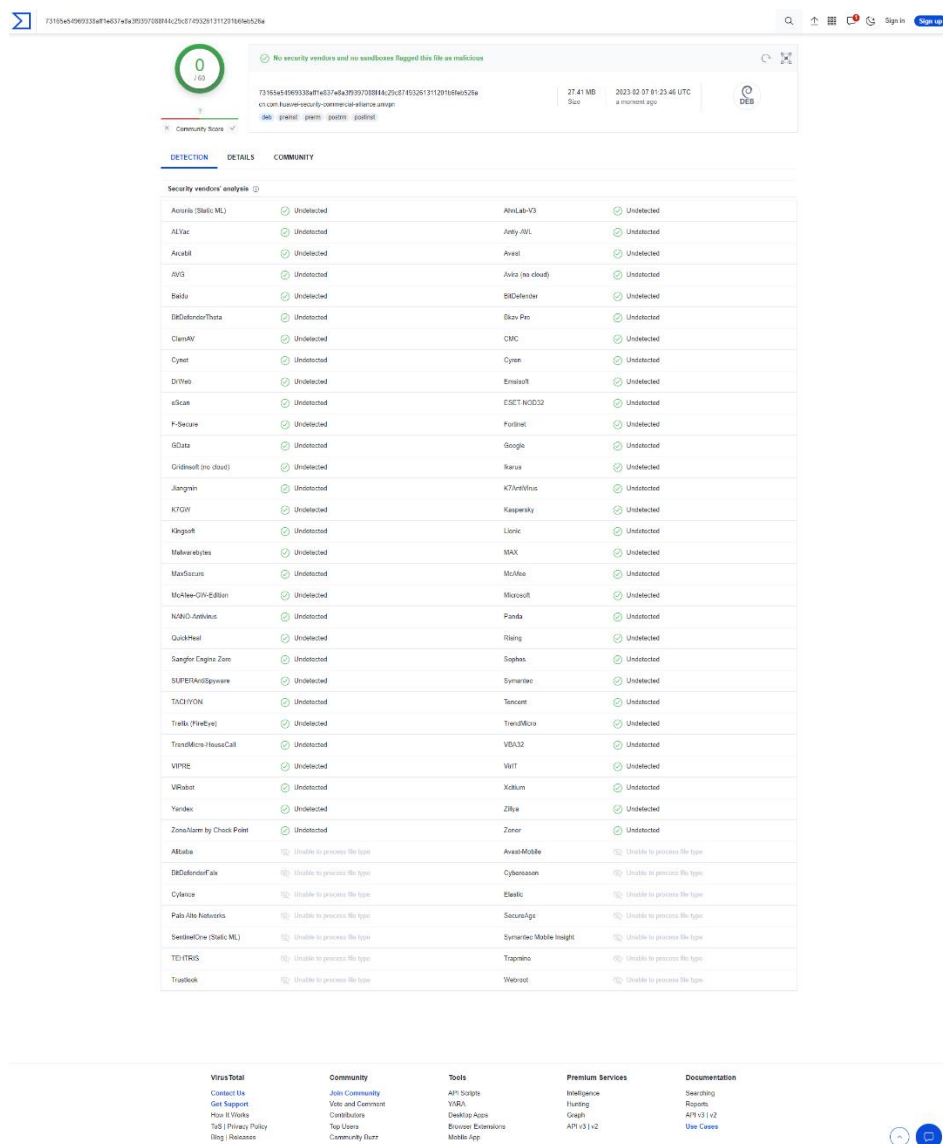 Sign in
Sign up
0
/ 60
?
Community Score
No security vendors and no sandboxes flagged this file as malicious
cn.com.huawei-security-commercial-alliance.univpn
deb preinst prerm postrm postinst
27.41 MB
Size
2023-02-07 01:23:46 UTC
a moment ago
DEB
DETECTION DETAILS COMMUNITY
Security vendors' analysis
Acronis (Static ML) Undetected AhnLab-V3 Undetected
ALYac Undetected Antiy-AVL Undetected
Arcabit Undetected Avast Undetected
AVG Undetected Avira (no cloud) Undetected
Baidu Undetected BitDefender Undetected
BitDefenderTheta Undetected Bkav Pro Undetected
ClamAV Undetected CMC Undetected
Cynet Undetected Cyren Undetected
DrWeb Undetected Emsisoft Undetected
eScan Undetected ESET-NOD32 Undetected
F-Secure Undetected Fortinet Undetected
GData Undetected Google Undetected
Gridinsoft (no cloud) Undetected Ikarus Undetected
Jiangmin Undetected K7AntiVirus Undetected
K7GW Undetected Kaspersky Undetected
Kingsoft Undetected Lionic Undetected
Malwarebytes Undetected MAX Undetected
MaxSecure Undetected McAfee Undetected
McAfee-GW-Edition Undetected Microsoft Undetected
NANO-Antivirus Undetected Panda Undetected
QuickHeal Undetected Rising Undetected
Sangfor Engine Zero Undetected Sophos Undetected
SUPERAntiSpyware Undetected Symantec Undetected
TACHYON Undetected Tencent Undetected
Trellix (FireEye) Undetected TrendMicro Undetected
TrendMicro-HouseCall Undetected VBA32 Undetected
VIPRE Undetected VirIT Undetected
ViRobot Undetected Xcitium Undetected
Yandex Undetected Zillya Undetected
ZoneAlarm by Check Point Undetected Zoner Undetected
Alibaba Unable to process file type Avast-Mobile Unable to process file type
BitDefenderFalx Unable to process file type Cybereason Unable to process file type
Cylance Unable to process file type Elastic Unable to process file type
Palo Alto Networks Unable to process file type SecureAge Unable to process file type
SentinelOne (Static ML) Unable to process file type Symantec Mobile Insight Unable to process file type
TEHTRIS Unable to process file type Trapmine Unable to process file type
Trustlook Unable to process file type Webroot Unable to process file type
VirusTotal Community Tools Premium Services Documentation
Contact Us Join Community API Scripts Intelligence Searching
Get Support Vote and Comment YARA Hunting Reports
How It Works Contributors Desktop Apps Graph API v3 | v2
ToS | Privacy Policy Top Users Browser Extensions API v3 | v2 Use Cases
Blog | Releases Community Buzz Mobile App